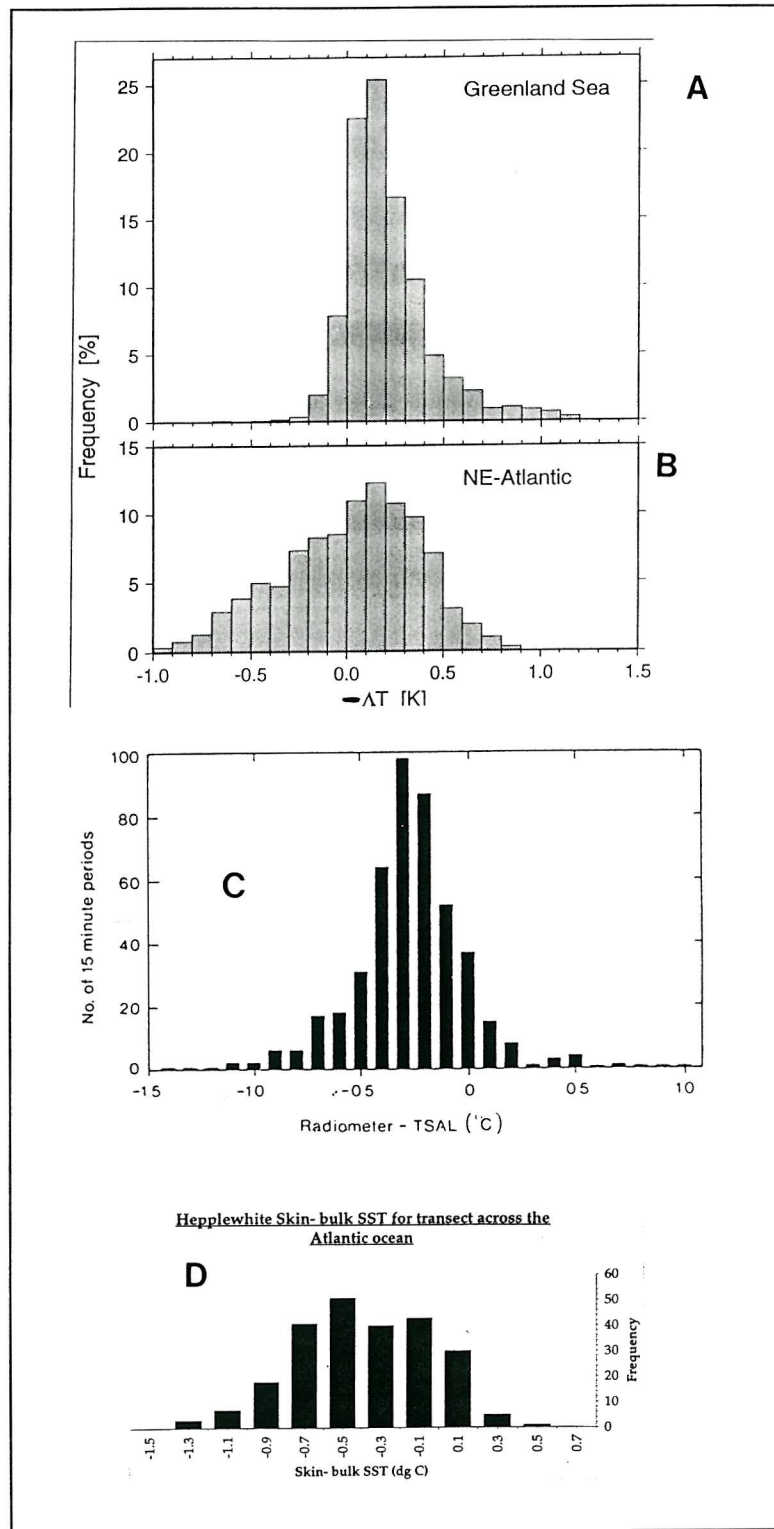 Greenland Sea
A
25
20
15
10
5
0
Frequency [%]
15
NE-Atlantic
B
10
5
0
-1.0 -0.5 0.0 0.5 1.0 1.5
-ΔT [K]
100
80
60
40
20
0
No. of 15 minute periods
C
-15 -10 -05 0 05 10
Radiometer - TSAL (°C)
Hepplewhite Skin- bulk SST for transect across the
Atlantic ocean
D
60
50
40
30
20
10
0
Frequency
-1.5 -1.3 -1.1 -0.9 -0.7 -0.5 -0.3 -0.1 0.1 0.3 0.5 0.7
Skin- bulk SST (dg C)